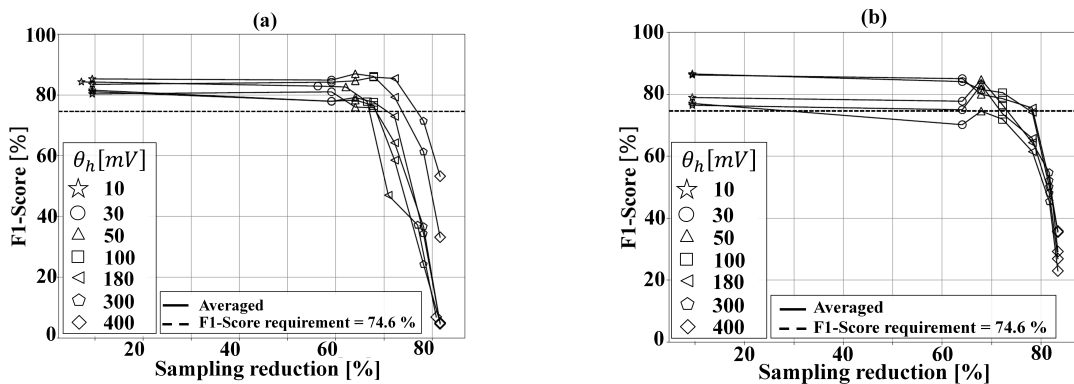 (a)
100
80
60
40
20
0
F1-Score [%]
θh[mV]
10
30
50
100
180
300
400
Averaged
F1-Score requirement = 74.6 %
20
40
60
80
Sampling reduction [%]
(b)
100
80
60
40
20
0
F1-Score [%]
θh[mV]
10
30
50
100
180
300
400
Averaged
F1-Score requirement = 74.6 %
20
40
60
80
Sampling reduction [%]